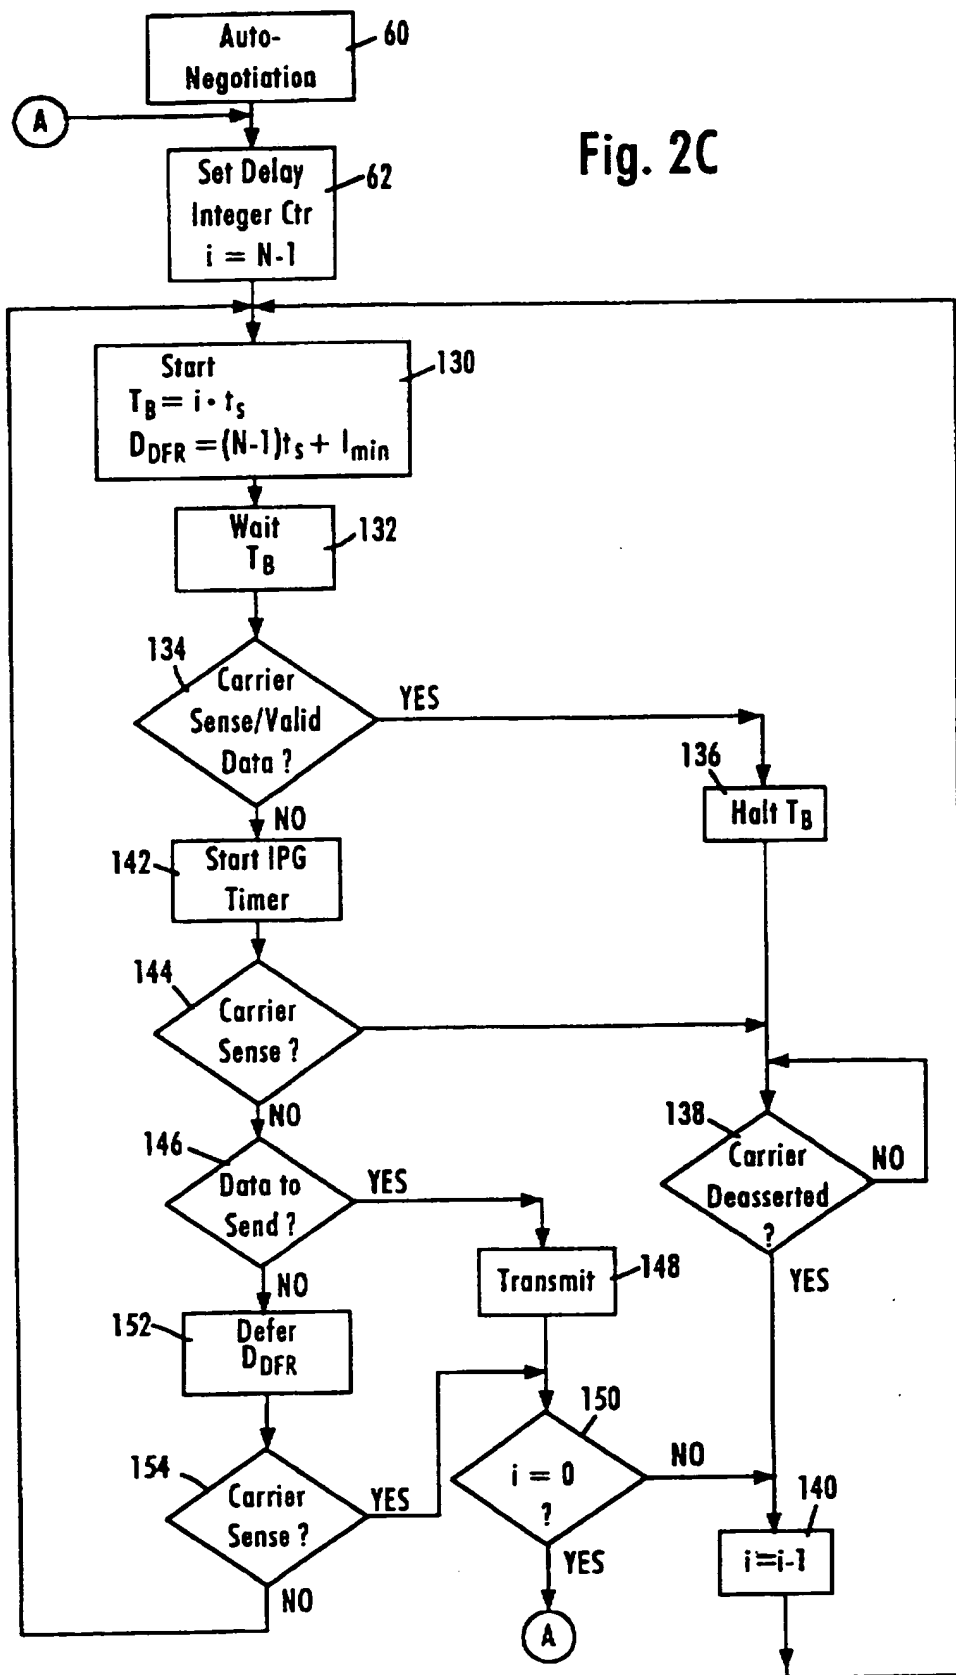 Auto-
Negotiation
60
A
Fig. 2C
Set Delay
Integer Ctr
i = N-1
62
Start
T_B = i · t_s
D_DFR = (N-1)t_s + I_min
130
Wait
T_B
132
134
Carrier
Sense/Valid
Data ?
YES
NO
136
Halt T_B
142
Start IPG
Timer
144
Carrier
Sense ?
NO
138
Carrier
Deasserted
?
NO
YES
146
Data to
Send ?
YES
NO
Transmit
148
152
Defer
D_DFR
150
i = 0
?
NO
YES
154
Carrier
Sense ?
YES
NO
140
i=i-1
A